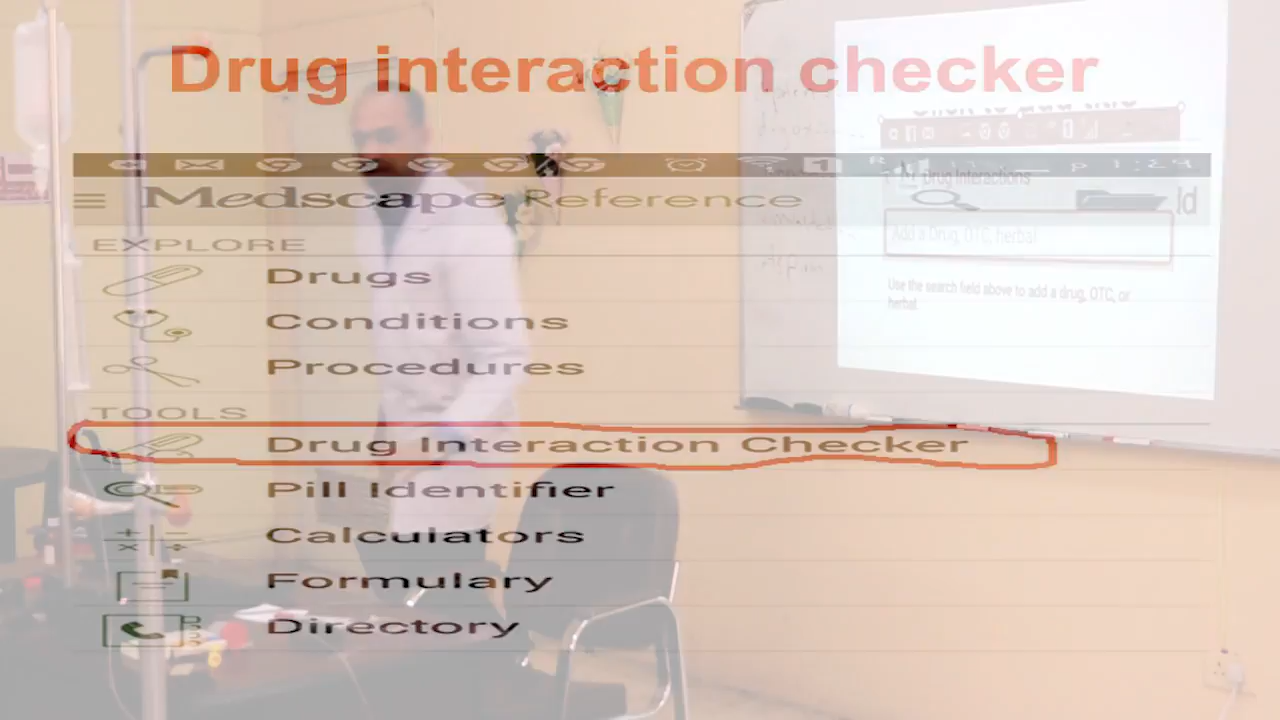 Drug interaction checker
Medscape Reference
EXPLORE
Drugs
Conditions
Procedures
TOOLS
Drug Interaction Checker
Pill Identifier
Calculators
Formulary
Directory
Drug Interactions
Add a Drug, OTC, herbal
Use the search field above to add a drug, OTC, or
herbal